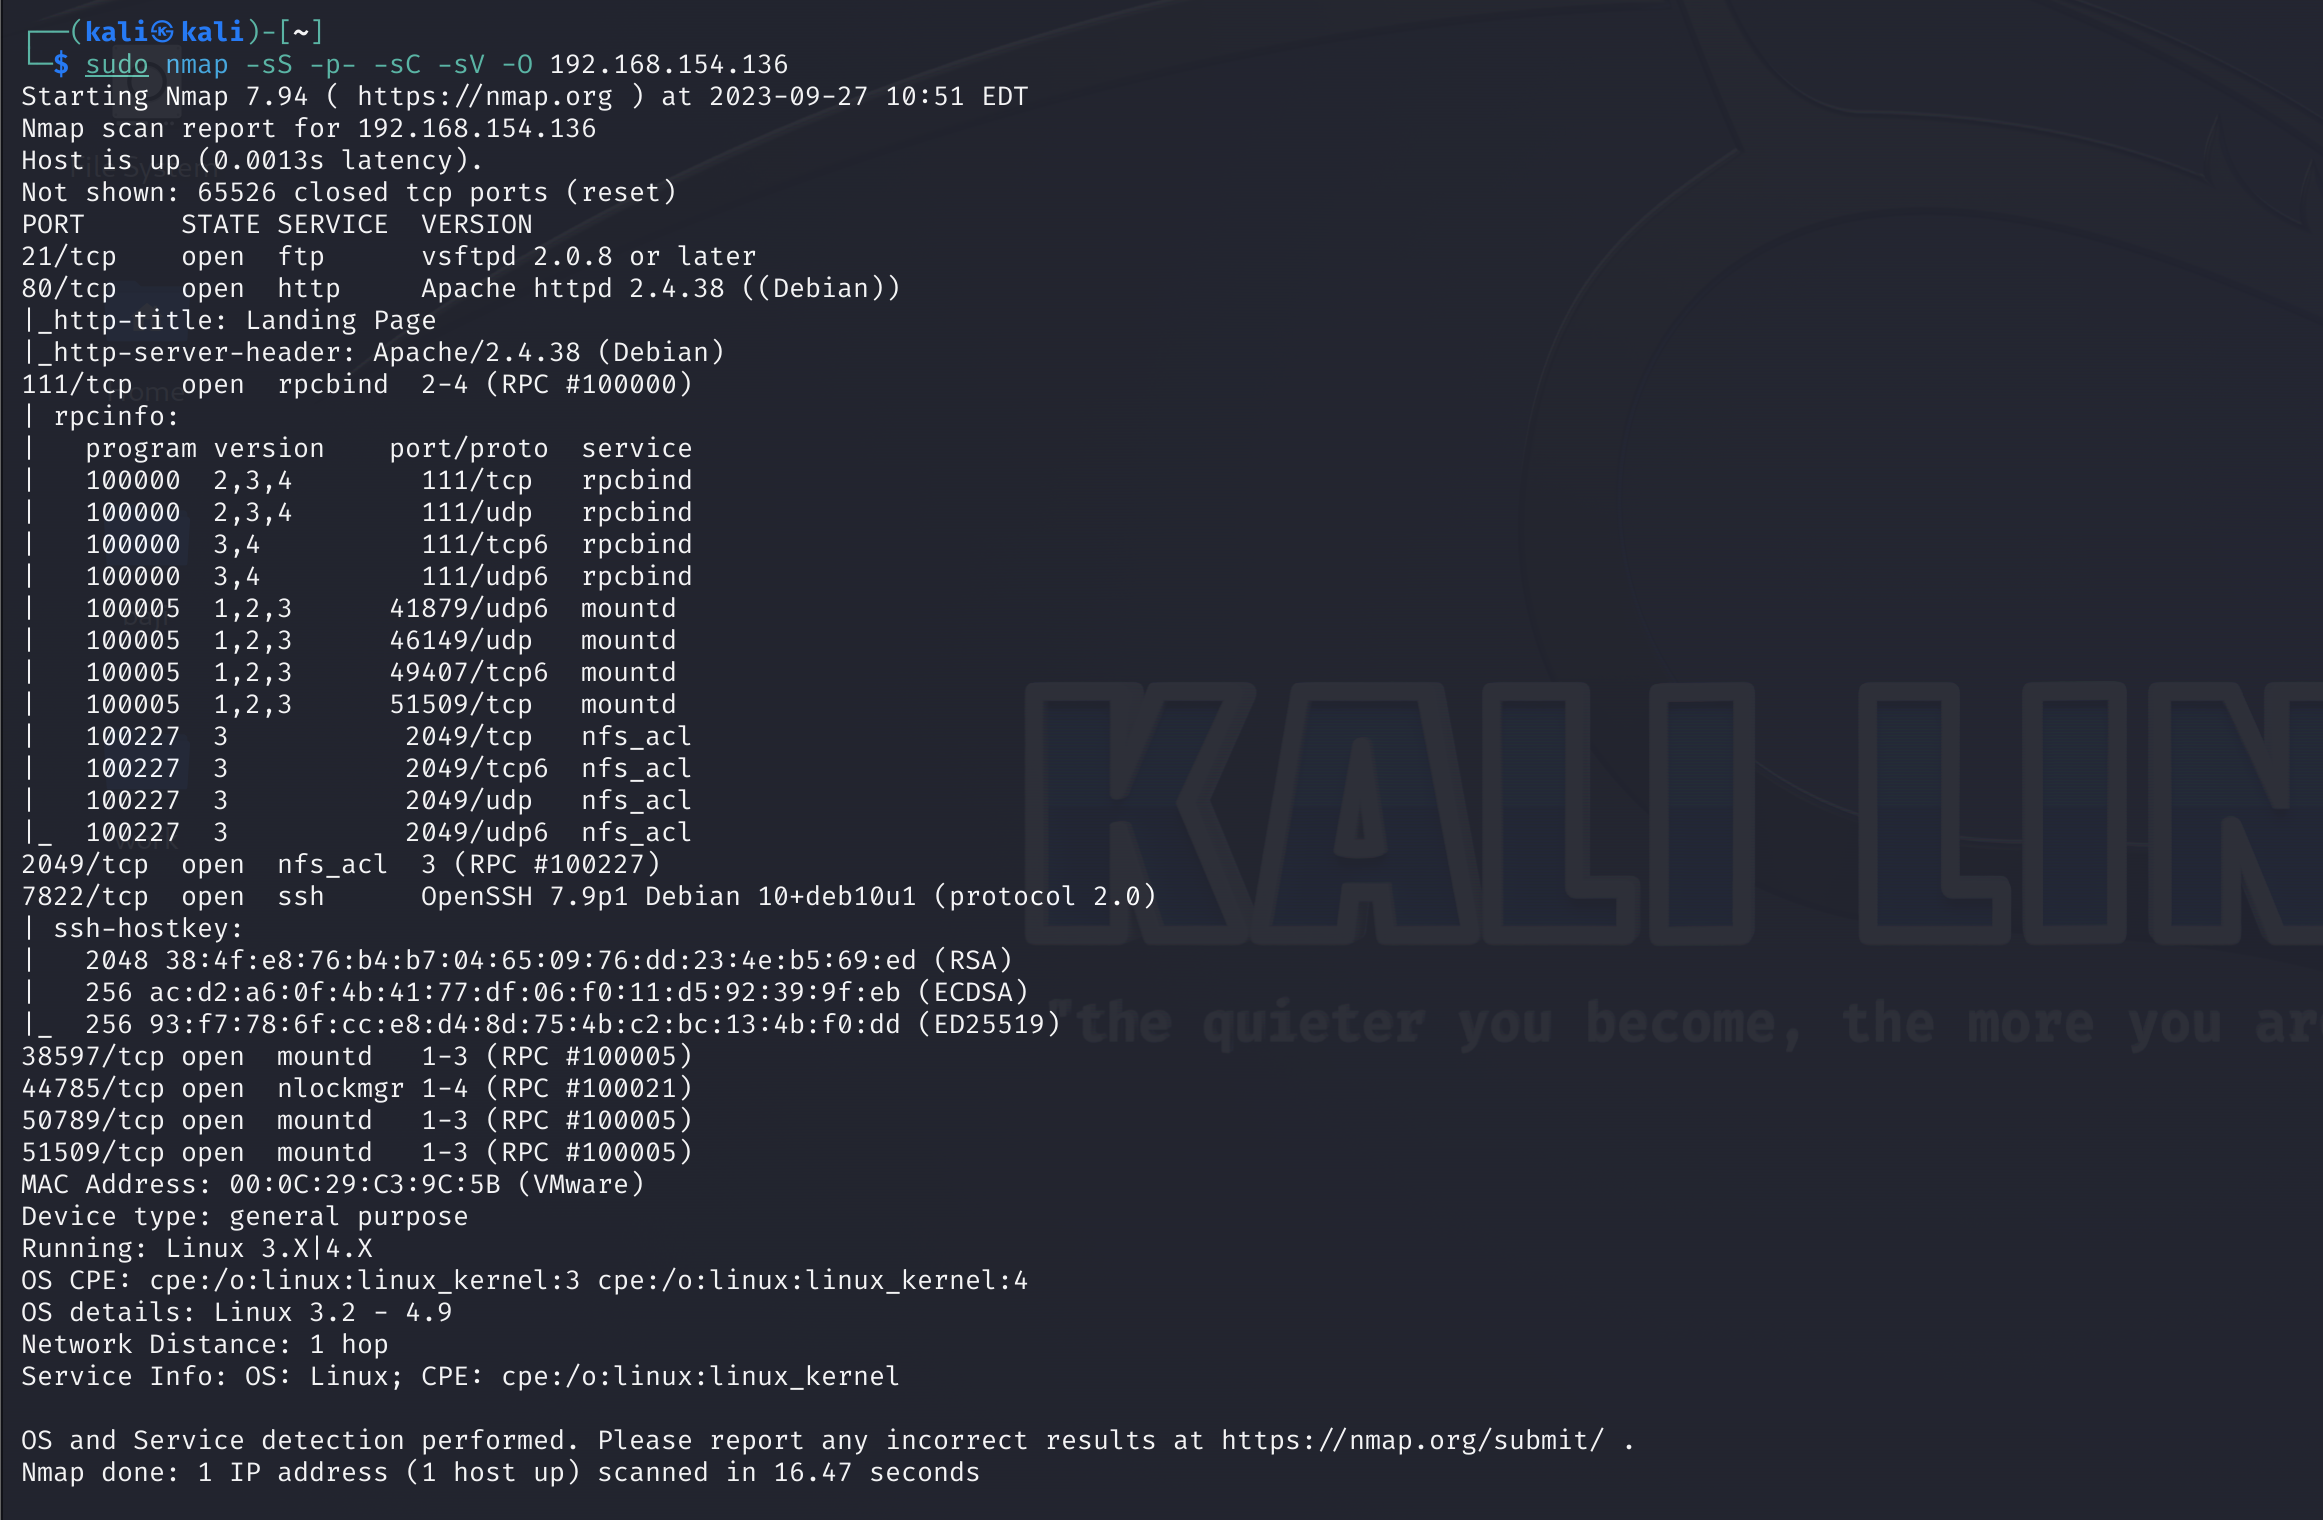 ┌──(kali㉿kali)-[~]
└─$ sudo nmap -sS -p- -sC -sV -O 192.168.154.136
Starting Nmap 7.94 ( https://nmap.org ) at 2023-09-27 10:51 EDT
Nmap scan report for 192.168.154.136
Host is up (0.0013s latency).
Not shown: 65526 closed tcp ports (reset)
PORT      STATE SERVICE  VERSION
21/tcp    open  ftp      vsftpd 2.0.8 or later
80/tcp    open  http     Apache httpd 2.4.38 ((Debian))
|_http-title: Landing Page
|_http-server-header: Apache/2.4.38 (Debian)
111/tcp   open  rpcbind  2-4 (RPC #100000)
| rpcinfo:
|   program version    port/proto  service
|   100000  2,3,4        111/tcp   rpcbind
|   100000  2,3,4        111/udp   rpcbind
|   100000  3,4          111/tcp6  rpcbind
|   100000  3,4          111/udp6  rpcbind
|   100005  1,2,3      41879/udp6  mountd
|   100005  1,2,3      46149/udp   mountd
|   100005  1,2,3      49407/tcp6  mountd
|   100005  1,2,3      51509/tcp   mountd
|   100227  3           2049/tcp   nfs_acl
|   100227  3           2049/tcp6  nfs_acl
|   100227  3           2049/udp   nfs_acl
|_  100227  3           2049/udp6  nfs_acl
2049/tcp  open  nfs_acl  3 (RPC #100227)
7822/tcp  open  ssh      OpenSSH 7.9p1 Debian 10+deb10u1 (protocol 2.0)
| ssh-hostkey:
|   2048 38:4f:e8:76:b4:b7:04:65:09:76:dd:23:4e:b5:69:ed (RSA)
|   256 ac:d2:a6:0f:4b:41:77:df:06:f0:11:d5:92:39:9f:eb (ECDSA)
|_  256 93:f7:78:6f:cc:e8:d4:8d:75:4b:c2:bc:13:4b:f0:dd (ED25519)
38597/tcp open  mountd   1-3 (RPC #100005)
44785/tcp open  nlockmgr 1-4 (RPC #100021)
50789/tcp open  mountd   1-3 (RPC #100005)
51509/tcp open  mountd   1-3 (RPC #100005)
MAC Address: 00:0C:29:C3:9C:5B (VMware)
Device type: general purpose
Running: Linux 3.X|4.X
OS CPE: cpe:/o:linux:linux_kernel:3 cpe:/o:linux:linux_kernel:4
OS details: Linux 3.2 - 4.9
Network Distance: 1 hop
Service Info: OS: Linux; CPE: cpe:/o:linux:linux_kernel
OS and Service detection performed. Please report any incorrect results at https://nmap.org/submit/ .
Nmap done: 1 IP address (1 host up) scanned in 16.47 seconds
File System
Home
KALI LIN
"the quieter you become, the more you ar